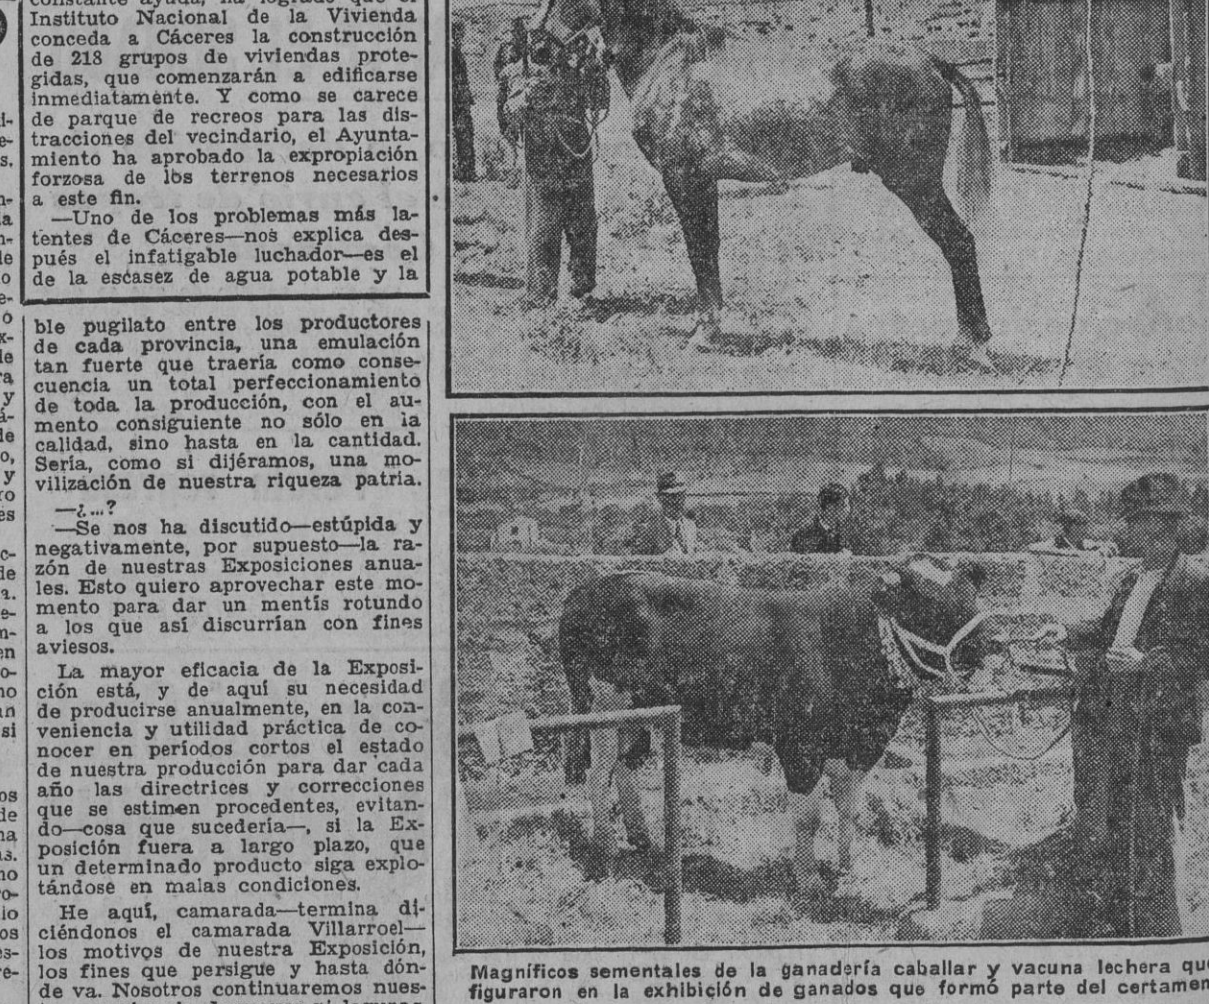 constante ayuda, ha logrado que el
Instituto Nacional de la Vivienda
conceda a Cáceres la construcción
de 218 grupos de viviendas prote-
gidas, que comenzarán a edificarse
inmediatamente. Y como se carece
de parque de recreos para las dis-
tracciones del vecindario, el Ayunta-
miento ha aprobado la expropiación
forzosa de los terrenos necesarios
a este fin.
—Uno de los problemas más la-
tentes de Cáceres—nos explica des-
pués el infatigable luchador—es el
de la escasez de agua potable y la
ble pugilato entre los productores
de cada provincia, una emulación
tan fuerte que traería como conse-
cuencia un total perfeccionamiento
de toda la producción, con el au-
mento consiguiente no sólo en la
calidad, sino hasta en la cantidad.
Sería, como si dijéramos, una mo-
vilización de nuestra riqueza patria.
—¿...?
—Se nos ha discutido—estúpida y
negativamente, por supuesto—la ra-
zón de nuestras Exposiciones anua-
les. Esto quiero aprovechar este mo-
mento para dar un mentís rotundo
a los que así discurrían con fines
aviesos.
La mayor eficacia de la Exposi-
ción está, y de aquí su necesidad
de producirse anualmente, en la con-
veniencia y utilidad práctica de co-
nocer en períodos cortos el estado
de nuestra producción para dar cada
año las directrices y correcciones
que se estimen procedentes, evitan-
do—cosa que sucedería—, si la Ex-
posición fuera a largo plazo, que
un determinado producto siga explo-
tándose en malas condiciones.
He aquí, camarada—termina di-
ciéndonos el camarada Villarroel—
los motivos de nuestra Exposición,
los fines que persigue y hasta dón-
de va. Nosotros continuaremos nues-
Magníficos sementales de la ganadería caballar y vacuna lechera que
figuraron en la exhibición de ganados que formó parte del certamen